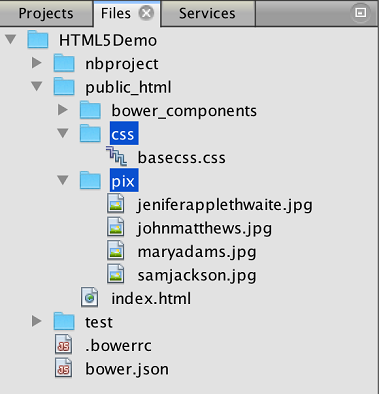 Projects Files Services
HTML5Demo
nbproject
public_html
bower_components
css
basecss.css
pix
jeniferapplethwaite.jpg
johnmatthews.jpg
maryadams.jpg
samjackson.jpg
index.html
test
.bowerrc
bower.json